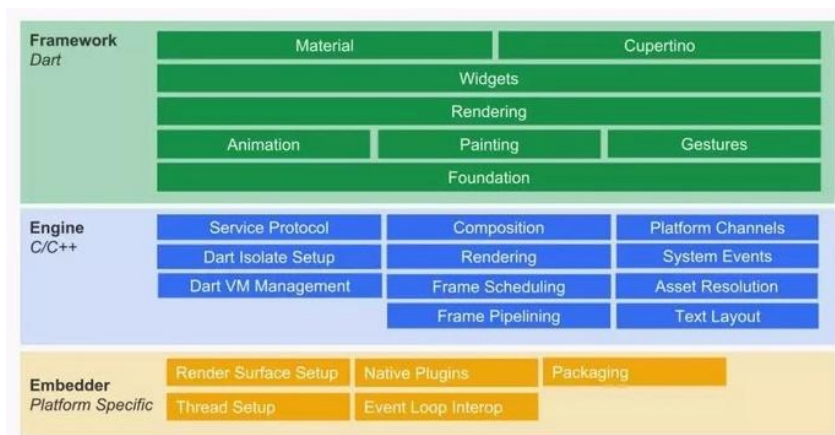 Framework
Dart
Material
Cupertino
Widgets
Rendering
Animation
Painting
Gestures
Foundation
Engine
C/C++
Service Protocol
Composition
Platform Channels
Dart Isolate Setup
Rendering
System Events
Dart VM Management
Frame Scheduling
Asset Resolution
Frame Pipelining
Text Layout
Embedder
Platform Specific
Render Surface Setup
Native Plugins
Packaging
Thread Setup
Event Loop Interop